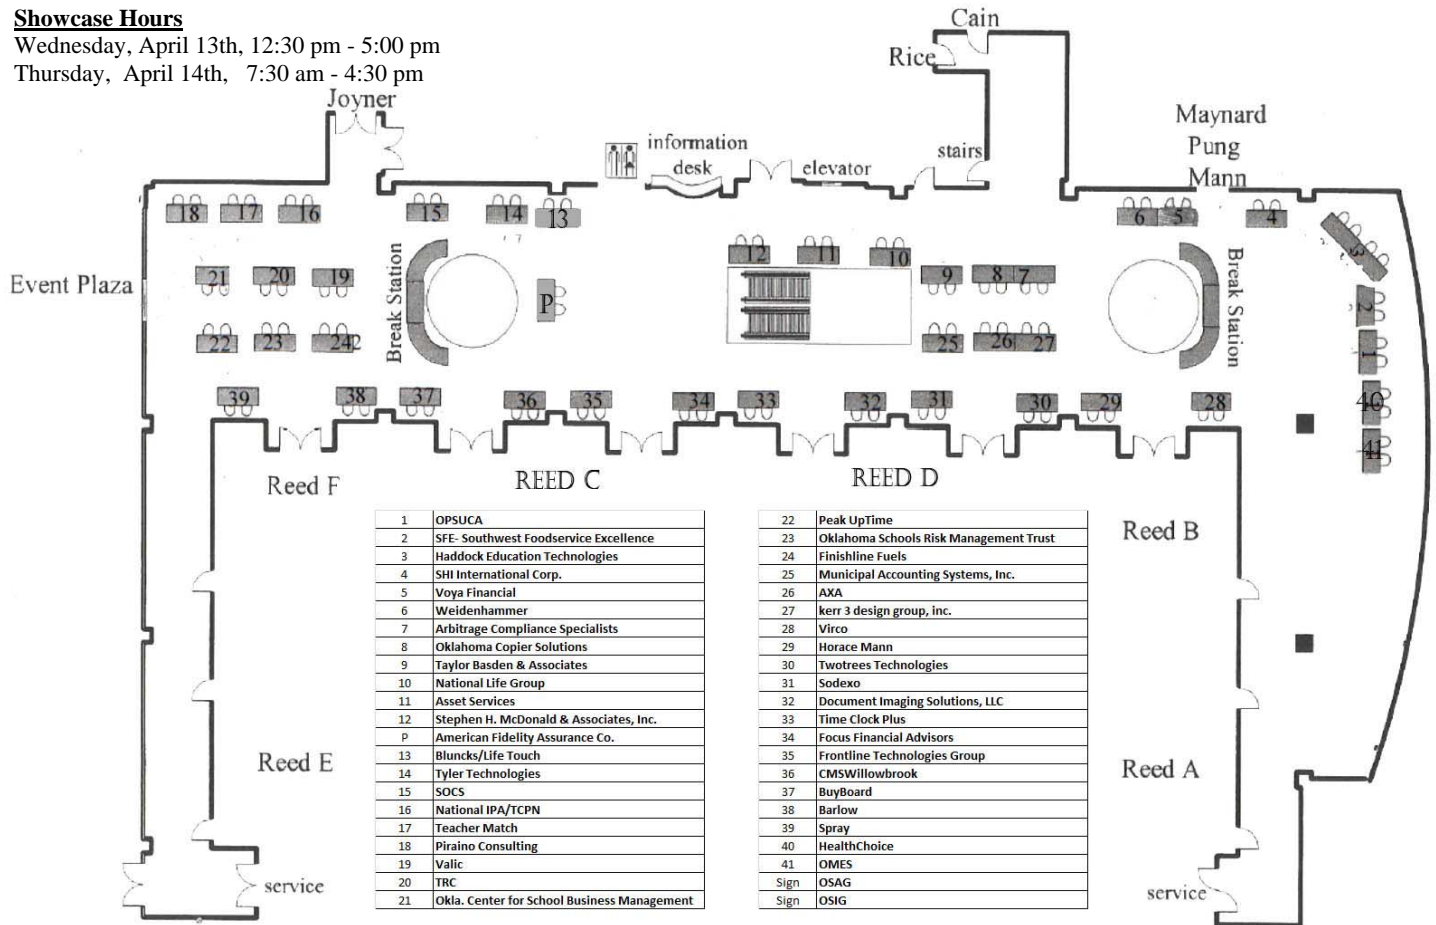 Showcase Hours
Wednesday, April 13th, 12:30 pm - 5:00 pm
Thursday, April 14th, 7:30 am - 4:30 pm
Cain
Rice
Joyner
information
desk
elevator
stairs
Maynard
Pung
Mann
18 17 16 15 14 13 6 5 4
3
12 11 10
21 20 19 9 8 7
Event Plaza
Break Station
P
Break Station
2
22 23 24 25 26 27 1
39 38 37 36 35 34 33 32 31 30 29 28 40
41
Reed F
REED C
REED D
Reed B
Reed E
Reed A
service
service
1 OPSUCA
2 SFE- Southwest Foodservice Excellence
3 Haddock Education Technologies
4 SHI International Corp.
5 Voya Financial
6 Weidenhammer
7 Arbitrage Compliance Specialists
8 Oklahoma Copier Solutions
9 Taylor Basden & Associates
10 National Life Group
11 Asset Services
12 Stephen H. McDonald & Associates, Inc.
P American Fidelity Assurance Co.
13 Bluncks/Life Touch
14 Tyler Technologies
15 SOCS
16 National IPA/TCPN
17 Teacher Match
18 Piraino Consulting
19 Valic
20 TRC
21 Okla. Center for School Business Management
22 Peak UpTime
23 Oklahoma Schools Risk Management Trust
24 Finishline Fuels
25 Municipal Accounting Systems, Inc.
26 AXA
27 kerr 3 design group, inc.
28 Virco
29 Horace Mann
30 Twotrees Technologies
31 Sodexo
32 Document Imaging Solutions, LLC
33 Time Clock Plus
34 Focus Financial Advisors
35 Frontline Technologies Group
36 CMSWillowbrook
37 BuyBoard
38 Barlow
39 Spray
40 HealthChoice
41 OMES
Sign OSAG
Sign OSIG